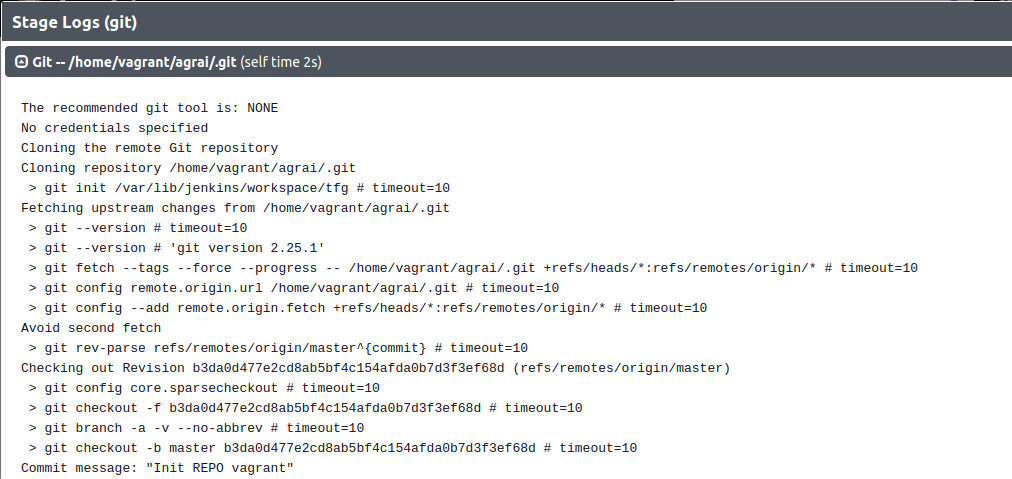 Stage Logs (git)
Git -- /home/vagrant/agrai/.git (self time 2s)
The recommended git tool is: NONE
No credentials specified
Cloning the remote Git repository
Cloning repository /home/vagrant/agrai/.git
 > git init /var/lib/jenkins/workspace/tfg # timeout=10
Fetching upstream changes from /home/vagrant/agrai/.git
 > git --version # timeout=10
 > git --version # 'git version 2.25.1'
 > git fetch --tags --force --progress -- /home/vagrant/agrai/.git +refs/heads/*:refs/remotes/origin/* # timeout=10
 > git config remote.origin.url /home/vagrant/agrai/.git # timeout=10
 > git config --add remote.origin.fetch +refs/heads/*:refs/remotes/origin/* # timeout=10
Avoid second fetch
 > git rev-parse refs/remotes/origin/master^{commit} # timeout=10
Checking out Revision b3da0d477e2cd8ab5bf4c154afda0b7d3f3ef68d (refs/remotes/origin/master)
 > git config core.sparsecheckout # timeout=10
 > git checkout -f b3da0d477e2cd8ab5bf4c154afda0b7d3f3ef68d # timeout=10
 > git branch -a -v --no-abbrev # timeout=10
 > git checkout -b master b3da0d477e2cd8ab5bf4c154afda0b7d3f3ef68d # timeout=10
Commit message: "Init REPO vagrant"